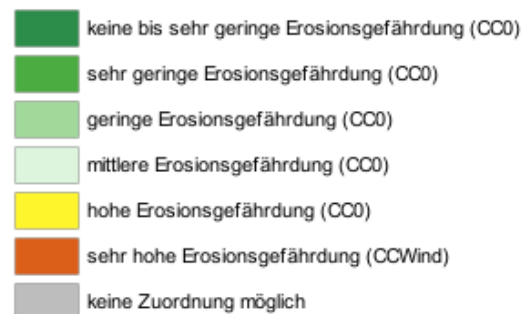 keine bis sehr geringe Erosionsgefährdung (CC0)
sehr geringe Erosionsgefährdung (CC0)
geringe Erosionsgefährdung (CC0)
mittlere Erosionsgefährdung (CC0)
hohe Erosionsgefährdung (CC0)
sehr hohe Erosionsgefährdung (CCWind)
keine Zuordnung möglich